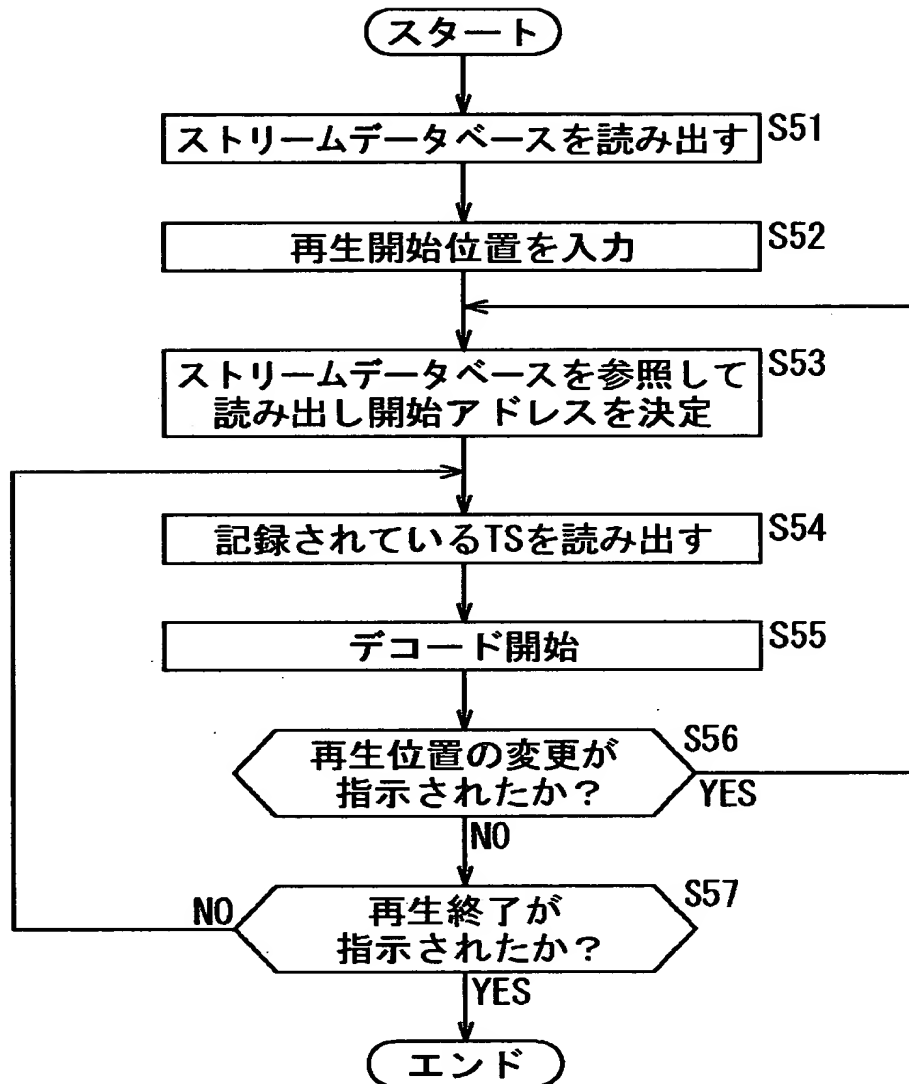 スタート
ストリームデータベースを読み出す
S51
再生開始位置を入力
S52
ストリームデータベースを参照して
読み出し開始アドレスを決定
S53
記録されているTSを読み出す
S54
デコード開始
S55
再生位置の変更が
指示されたか？
S56
YES
NO
再生終了が
指示されたか？
S57
NO
YES
エンド